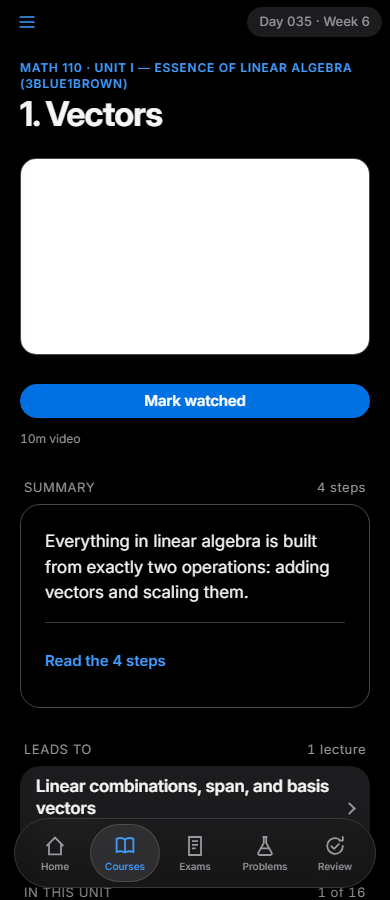 Day 035 · Week 6
MATH 110 · UNIT I — ESSENCE OF LINEAR ALGEBRA
(3BLUE1BROWN)
1. Vectors
Mark watched
10m video
SUMMARY 4 steps
Everything in linear algebra is built
from exactly two operations: adding
vectors and scaling them.
Read the 4 steps
LEADS TO 1 lecture
Linear combinations, span, and basis
vectors
Home Courses Exams Problems Review
IN THIS UNIT 1 of 16